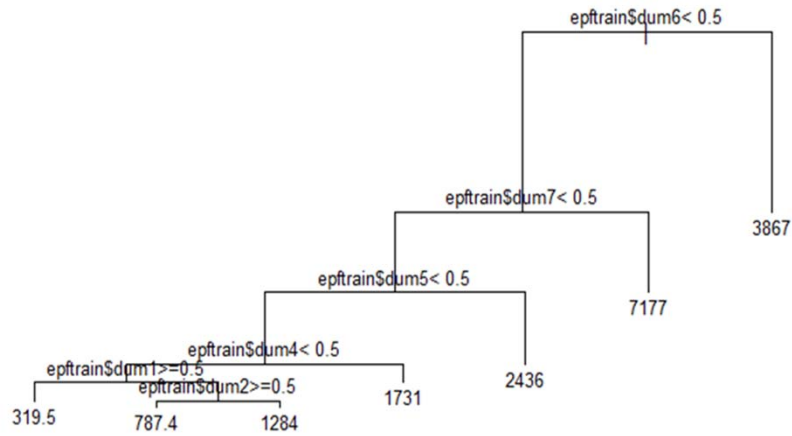 epftrain$dum6< 0.5
epftrain$dum7< 0.5
3867
epftrain$dum5< 0.5
7177
epftrain$dum4< 0.5
epftrain$dum1>=0.5
2436
epftrain$dum2>=0.5
1731
319.5
787.4
1284